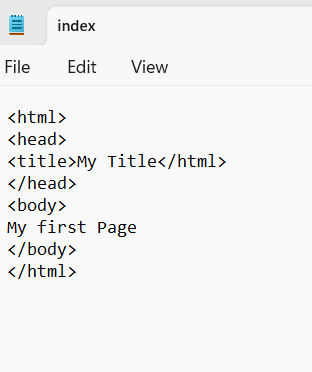 index
File Edit View
<html>
<head>
<title>My Title</html>
</head>
<body>
My first Page
</body>
</html>